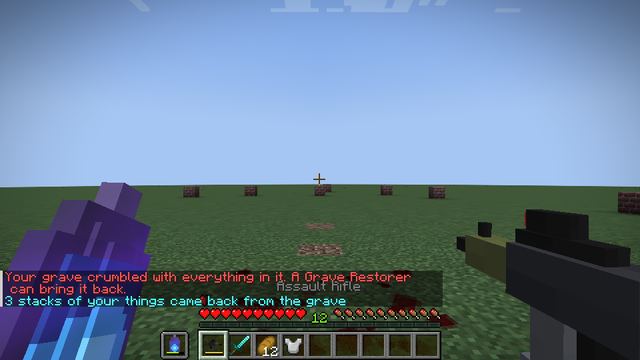 Your grave crumbled with everything in it. A Grave Restorer
can bring it back.
Assault Rifle
3 stacks of your things came back from the grave
12
12